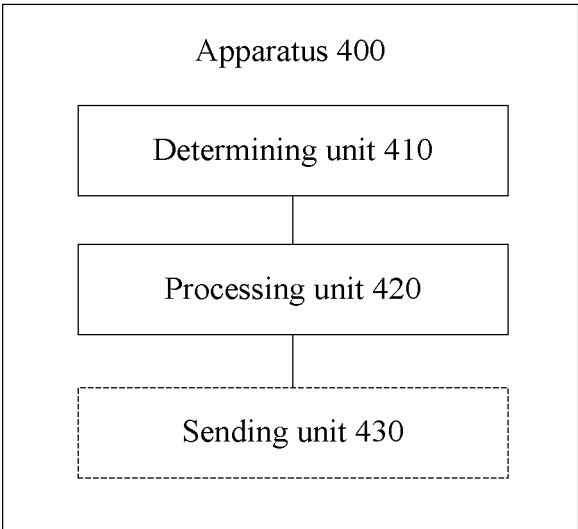 Apparatus 400
Determining unit 410
Processing unit 420
Sending unit 430